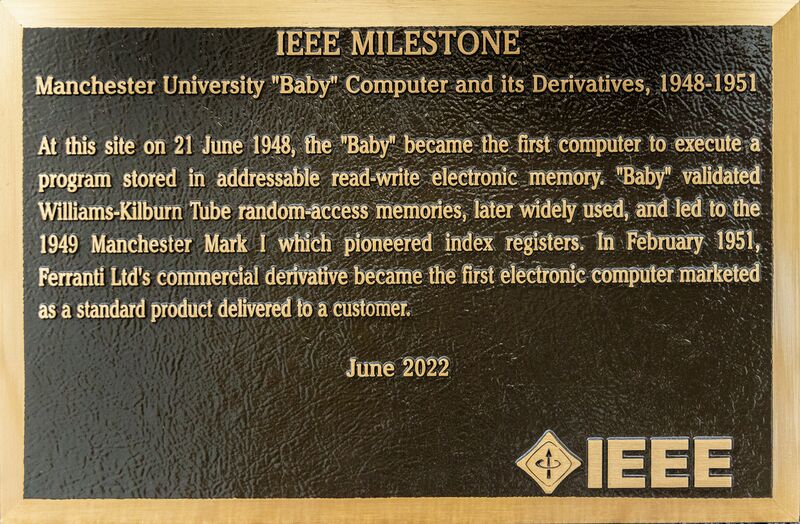 IEEE MILESTONE
Manchester University "Baby" Computer and its Derivatives, 1948-1951
At this site on 21 June 1948, the "Baby" became the first computer to execute a
program stored in addressable read-write electronic memory. "Baby" validated
Williams-Kilburn Tube random-access memories, later widely used, and led to the
1949 Manchester Mark I which pioneered index registers. In February 1951,
Ferranti Ltd's commercial derivative became the first electronic computer marketed
as a standard product delivered to a customer.
June 2022
IEEE